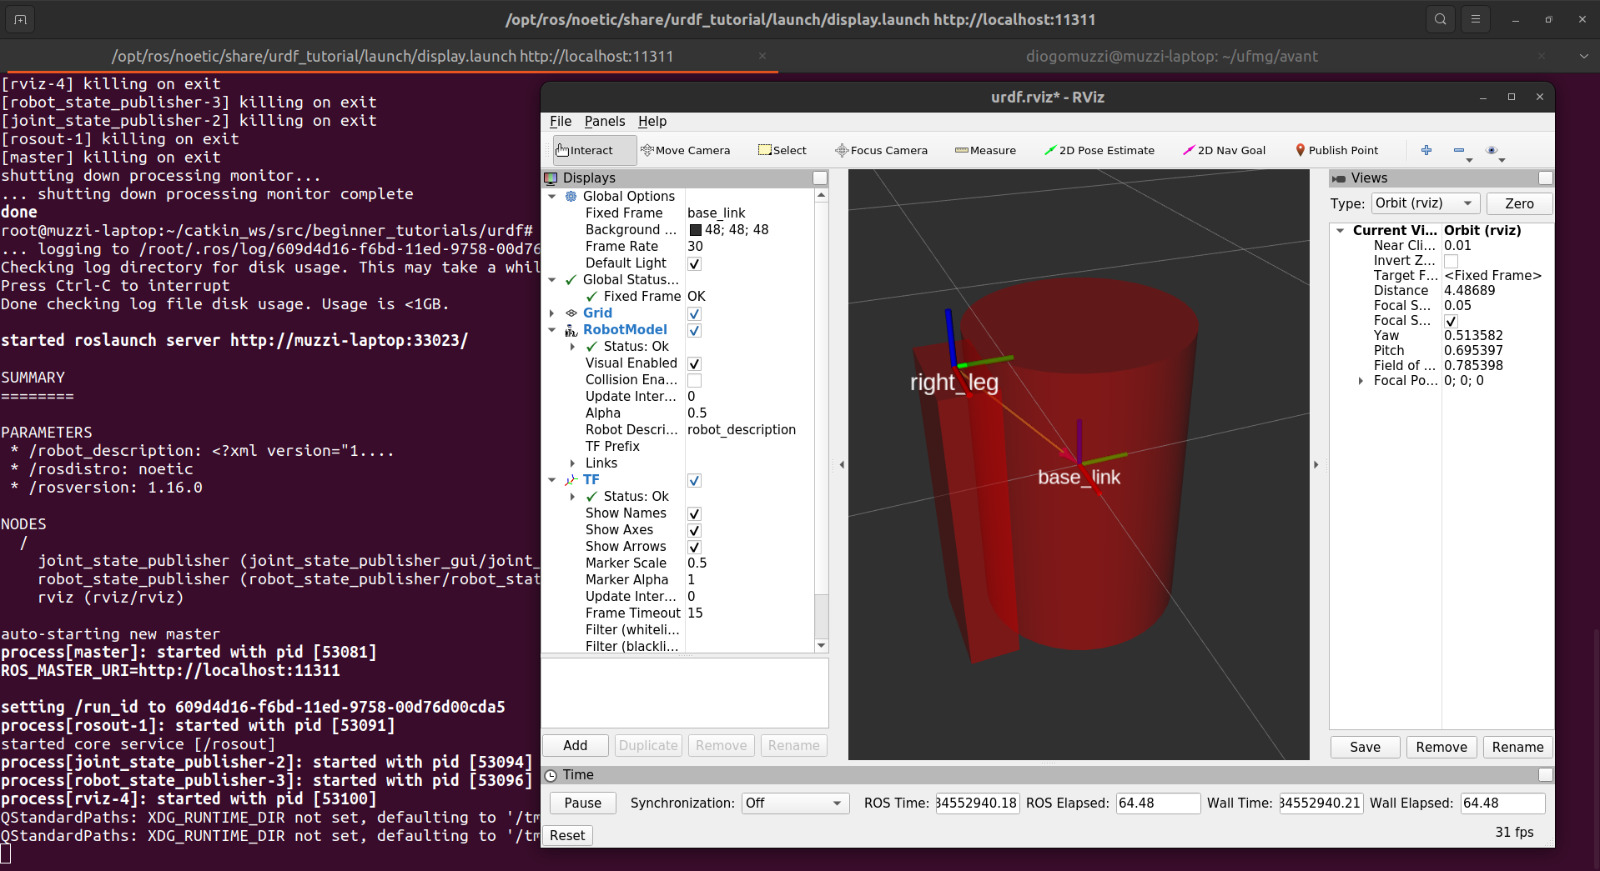 /opt/ros/noetic/share/urdf_tutorial/launch/display.launch http://localhost:11311
/opt/ros/noetic/share/urdf_tutorial/launch/display.launch http://localhost:11311
diogomuzzi@muzzi-laptop: ~/ufmg/avant
[rviz-4] killing on exit
[robot_state_publisher-3] killing on exit
[joint_state_publisher-2] killing on exit
[rosout-1] killing on exit
[master] killing on exit
shutting down processing monitor...
... shutting down processing monitor complete
done
root@muzzi-laptop:~/catkin_ws/src/beginner_tutorials/urdf#
... logging to /root/.ros/log/609d4d16-f6bd-11ed-9758-00d76
Checking log directory for disk usage. This may take a whil
Press Ctrl-C to interrupt
Done checking log file disk usage. Usage is <1GB.
started roslaunch server http://muzzi-laptop:33023/
SUMMARY
========
PARAMETERS
* /robot_description: <?xml version="1....
* /rosdistro: noetic
* /rosversion: 1.16.0
NODES
/
joint_state_publisher (joint_state_publisher_gui/joint_
robot_state_publisher (robot_state_publisher/robot_stat
rviz (rviz/rviz)
auto-starting new master
process[master]: started with pid [53081]
ROS_MASTER_URI=http://localhost:11311
setting /run_id to 609d4d16-f6bd-11ed-9758-00d76d00cda5
process[rosout-1]: started with pid [53091]
started core service [/rosout]
process[joint_state_publisher-2]: started with pid [53094]
process[robot_state_publisher-3]: started with pid [53096]
process[rviz-4]: started with pid [53100]
QStandardPaths: XDG_RUNTIME_DIR not set, defaulting to '/tm
QStandardPaths: XDG_RUNTIME_DIR not set, defaulting to '/tm
urdf.rviz* - RViz
File Panels Help
Interact Move Camera Select Focus Camera Measure 2D Pose Estimate 2D Nav Goal Publish Point
Displays
Global Options
Fixed Frame base_link
Background ... 48; 48; 48
Frame Rate 30
Default Light
Global Status...
Fixed Frame OK
Grid
RobotModel
Status: Ok
Visual Enabled
Collision Ena...
Update Inter... 0
Alpha 0.5
Robot Descri... robot_description
TF Prefix
Links
TF
Status: Ok
Show Names
Show Axes
Show Arrows
Marker Scale 0.5
Marker Alpha 1
Update Inter... 0
Frame Timeout 15
Filter (whiteli...
Filter (blackli...
Add Duplicate Remove Rename
right_leg
base_link
Views
Type: Orbit (rviz) Zero
Current Vi... Orbit (rviz)
Near Cli... 0.01
Invert Z...
Target F... <Fixed Frame>
Distance 4.48689
Focal S... 0.05
Focal S...
Yaw 0.513582
Pitch 0.695397
Field of ... 0.785398
Focal Po... 0; 0; 0
Save Remove Rename
Time
Pause Synchronization: Off ROS Time: 34552940.18 ROS Elapsed: 64.48 Wall Time: 34552940.21 Wall Elapsed: 64.48
Reset
31 fps